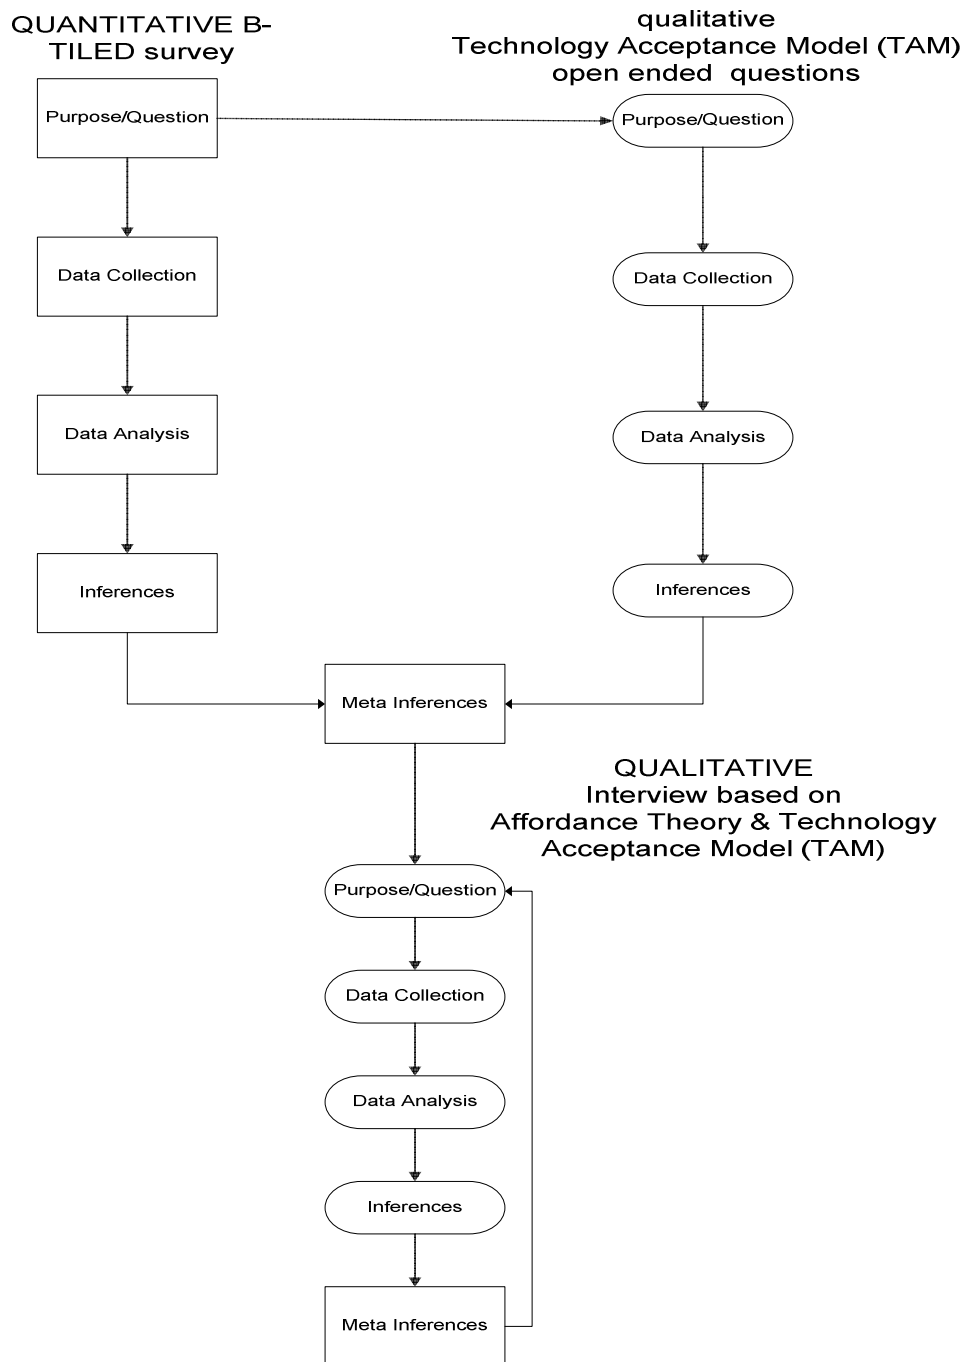 QUANTITATIVE B-
TILED survey
Purpose/Question
Data Collection
Data Analysis
Inferences
qualitative
Technology Acceptance Model (TAM)
open ended questions
Purpose/Question
Data Collection
Data Analysis
Inferences
Meta Inferences
QUALITATIVE
Interview based on
Affordance Theory & Technology
Acceptance Model (TAM)
Purpose/Question
Data Collection
Data Analysis
Inferences
Meta Inferences